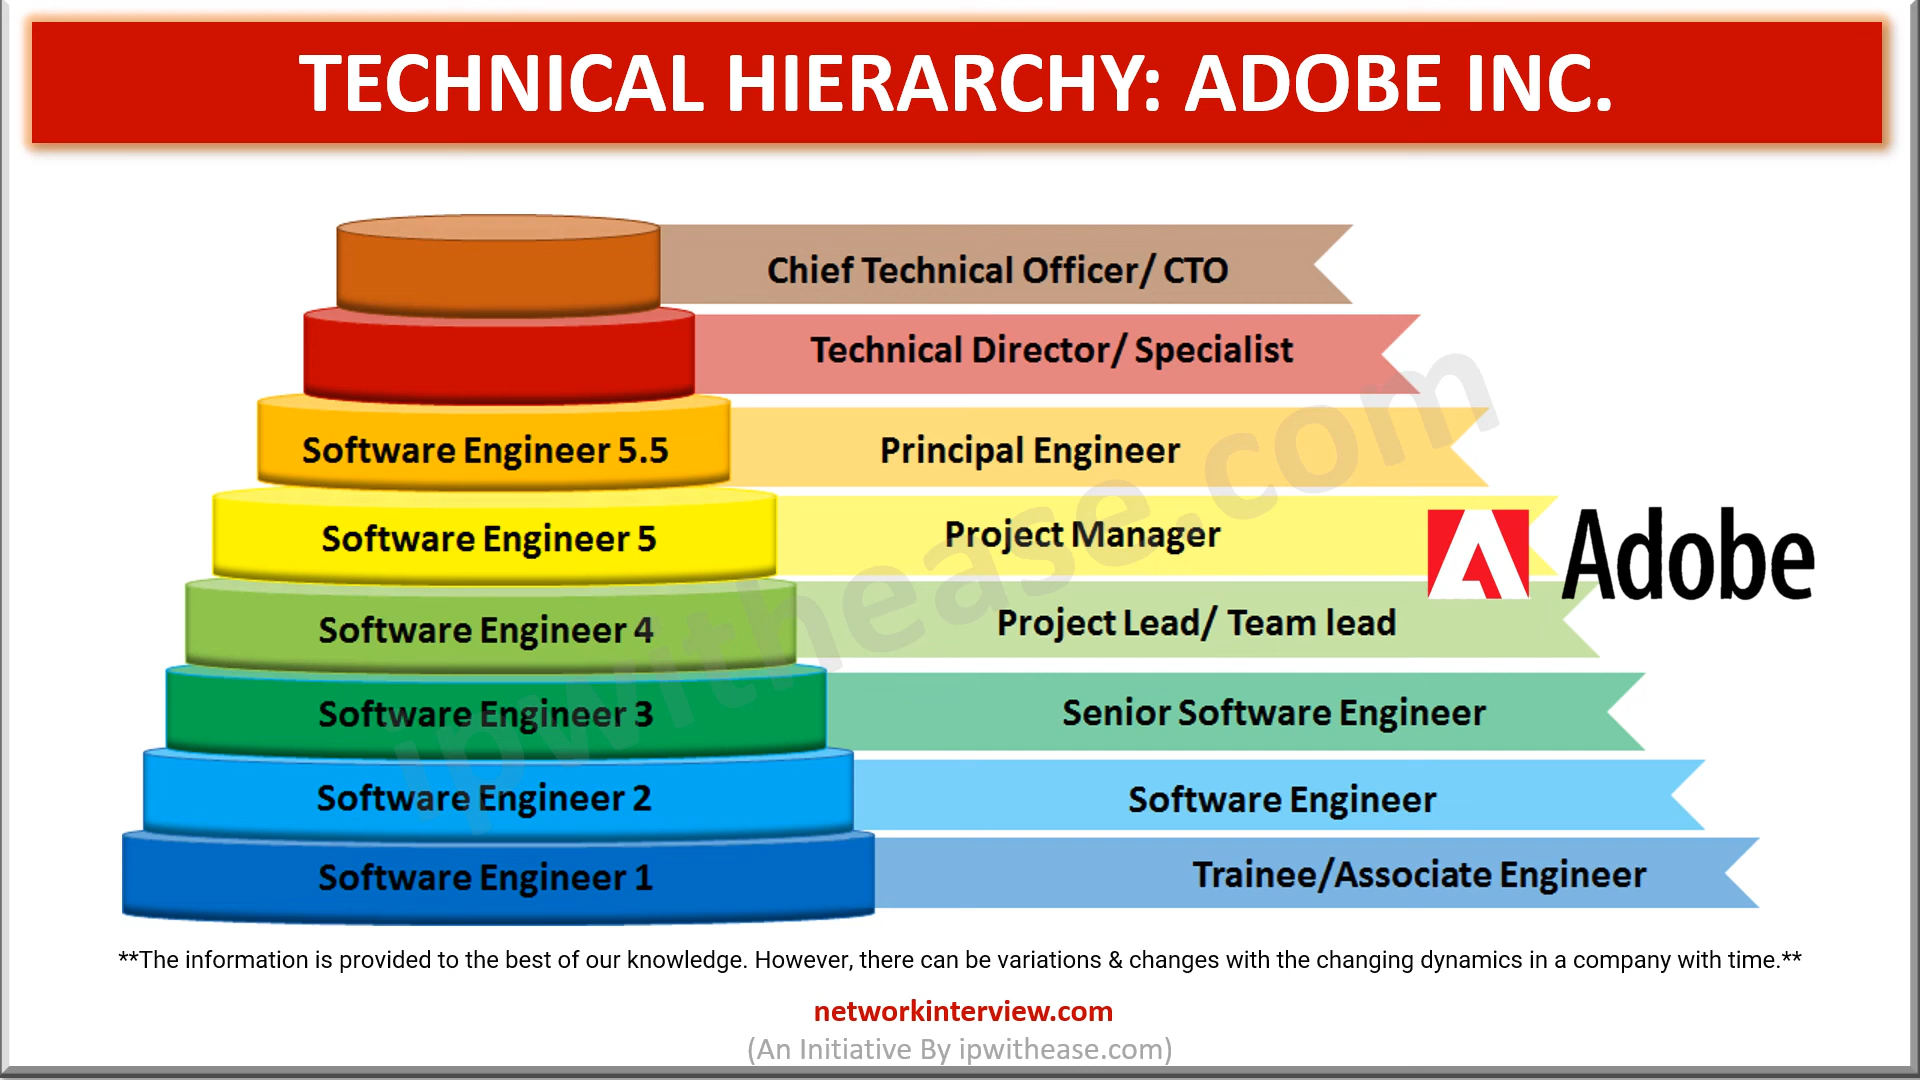 TECHNICAL HIERARCHY: ADOBE INC.
Chief Technical Officer/ CTO
Technical Director/ Specialist
Software Engineer 5.5
Principal Engineer
Software Engineer 5
Project Manager
Software Engineer 4
Project Lead/ Team lead
Software Engineer 3
Senior Software Engineer
Software Engineer 2
Software Engineer
Software Engineer 1
Trainee/Associate Engineer
Adobe
ipwithease.com
**The information is provided to the best of our knowledge. However, there can be variations & changes with the changing dynamics in a company with time.**
networkinterview.com
(An Initiative By ipwithease.com)